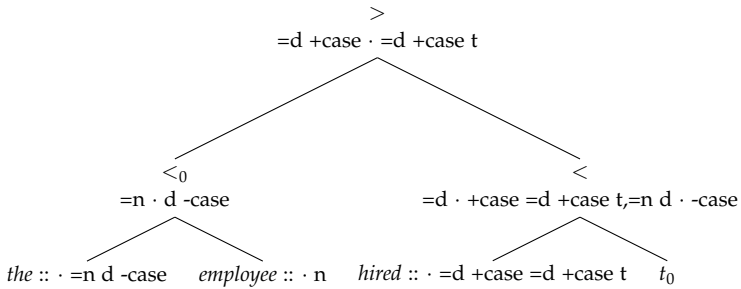 >
=d +case · =d +case t
<₀ <
=n · d -case =d · +case =d +case t,=n d · -case
the :: · =n d -case employee :: · n hired :: · =d +case =d +case t t₀